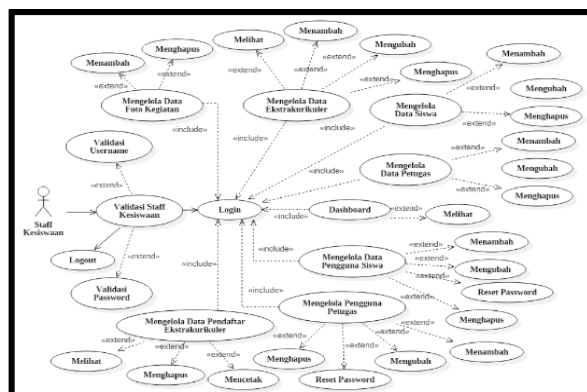 Menghapus
Melihat
Menambah
Mengubah
Menambah
Menambah
«extend»
«extend»
«extend»
«extend»
«extend»
«extend»
Menghapus
«extend»
Mengelola Data
Foto Kegiatan
Mengelola Data
Ekstrakurikuler
Mengelola
Data Siswa
Mengubah
«extend»
Menghapus
«include»
«include»
«include»
Validasi
Username
Mengelola
Data Petugas
«extend»
Menambah
Mengubah
«extend»
«include»
«extend»
Menghapus
Staff
Kesiswaan
Validasi Staff
Kesiswaan
Login
«include»
Dashboard
«extend»
Melihat
Logout
«extend»
Validasi
Password
«include»
«include»
«include»
Mengelola Data
Pengguna Siswa
«extend»
Menambah
«extend»
Mengubah
«extend»
Reset Password
«extend»
Menghapus
Mengelola Pengguna
Petugas
Mengelola Data Pendaftar
Ekstrakurikuler
«extend»
«extend»
«extend»
«extend»
«extend»
«extend»
«extend»
Melihat
Menghapus
Mencetak
Menghapus
Reset Password
Mengubah
Menambah